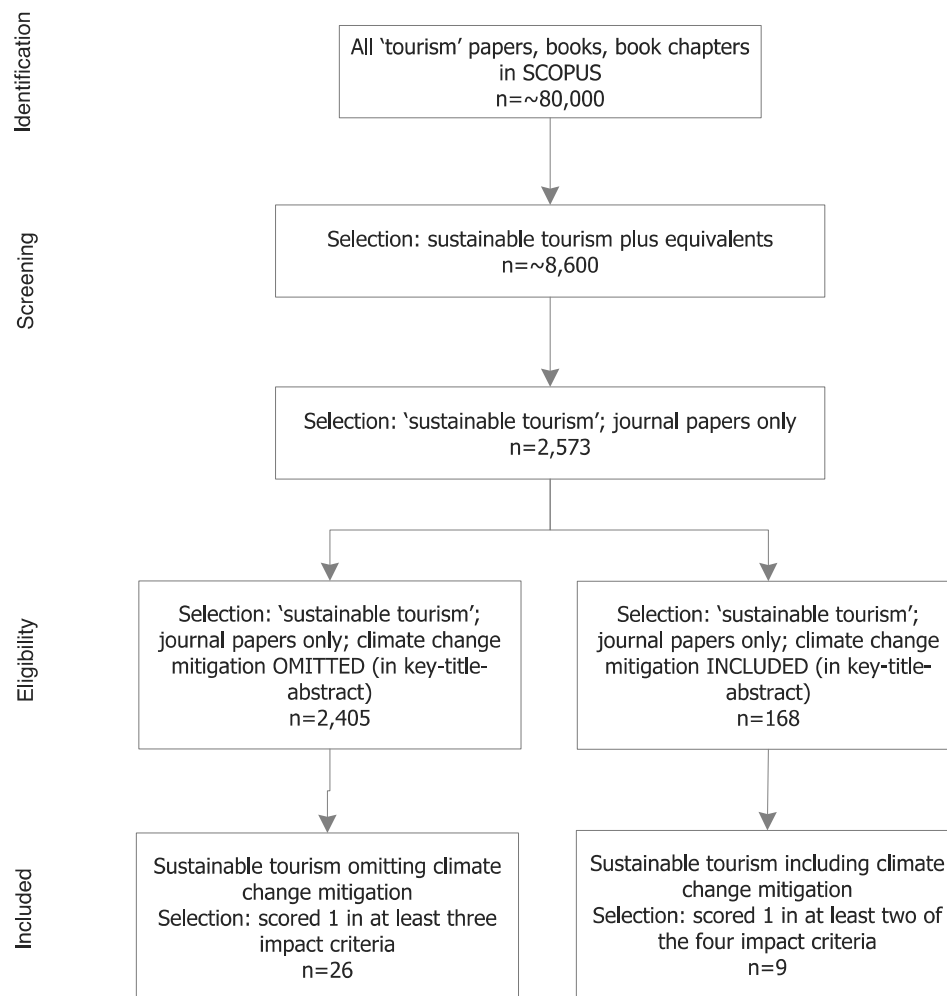 Identification
All ‘tourism’ papers, books, book chapters
in SCOPUS
n=~80,000
Screening
Selection: sustainable tourism plus equivalents
n=~8,600
Selection: ‘sustainable tourism’; journal papers only
n=2,573
Eligibility
Selection: ‘sustainable tourism’;
journal papers only; climate change
mitigation OMITTED (in key-title-
abstract)
n=2,405
Selection: ‘sustainable tourism’;
journal papers only; climate change
mitigation INCLUDED (in key-title-
abstract)
n=168
Included
Sustainable tourism omitting climate
change mitigation
Selection: scored 1 in at least three
impact criteria
n=26
Sustainable tourism including climate
change mitigation
Selection: scored 1 in at least two of
the four impact criteria
n=9